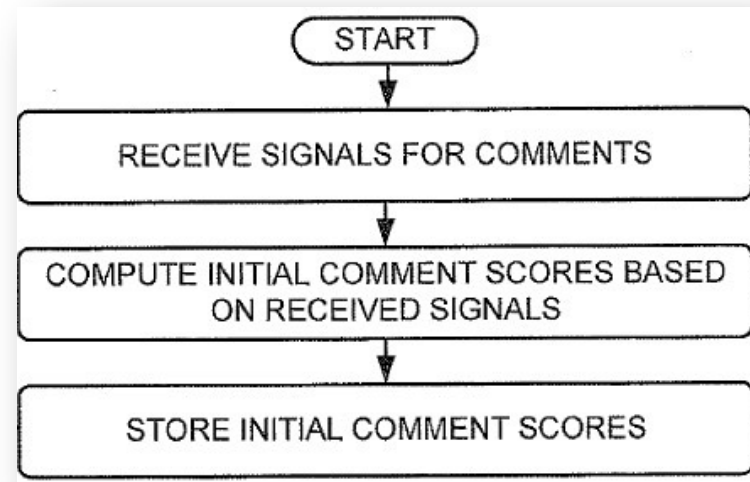 START
RECEIVE SIGNALS FOR COMMENTS
COMPUTE INITIAL COMMENT SCORES BASED
ON RECEIVED SIGNALS
STORE INITIAL COMMENT SCORES